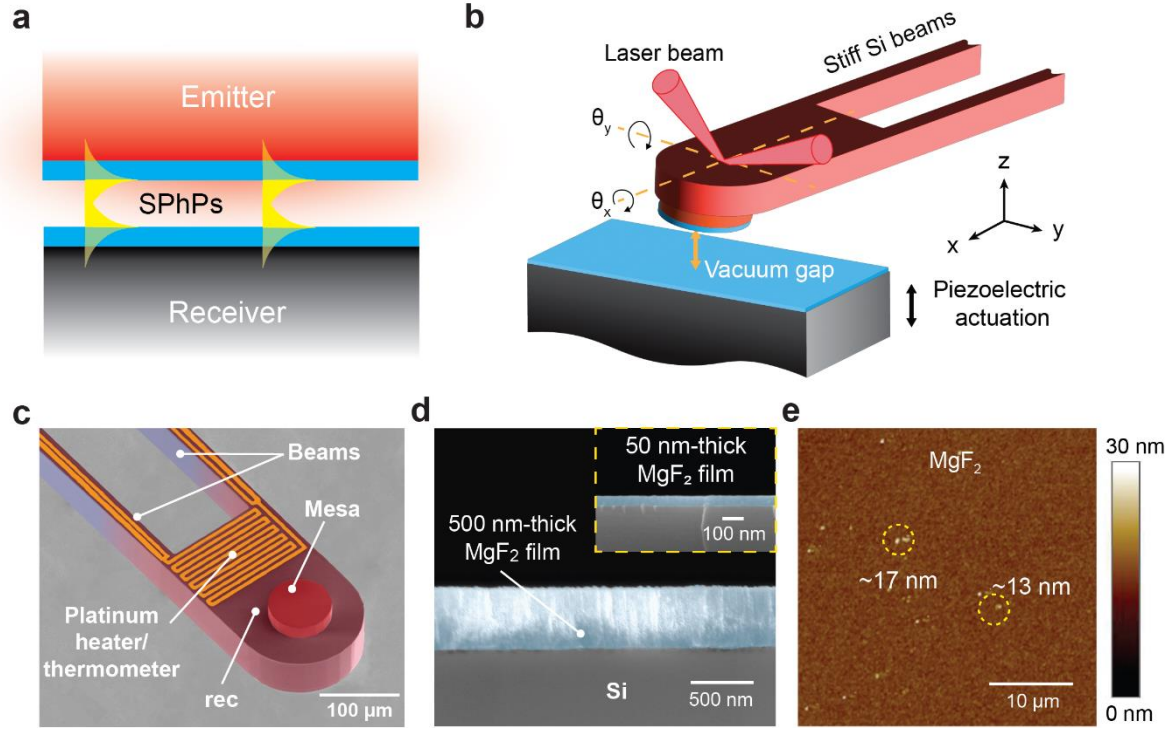 a
Emitter
SPhPs
Receiver
b
Laser beam
Stiff Si beams
θy
θx
Vacuum gap
z
x
y
Piezoelectric
actuation
c
Beams
Mesa
Platinum
heater/
thermometer
rec
100 µm
d
50 nm-thick
MgF₂ film
100 nm
500 nm-thick
MgF₂ film
Si
500 nm
e
MgF₂
~17 nm
~13 nm
10 µm
30 nm
0 nm